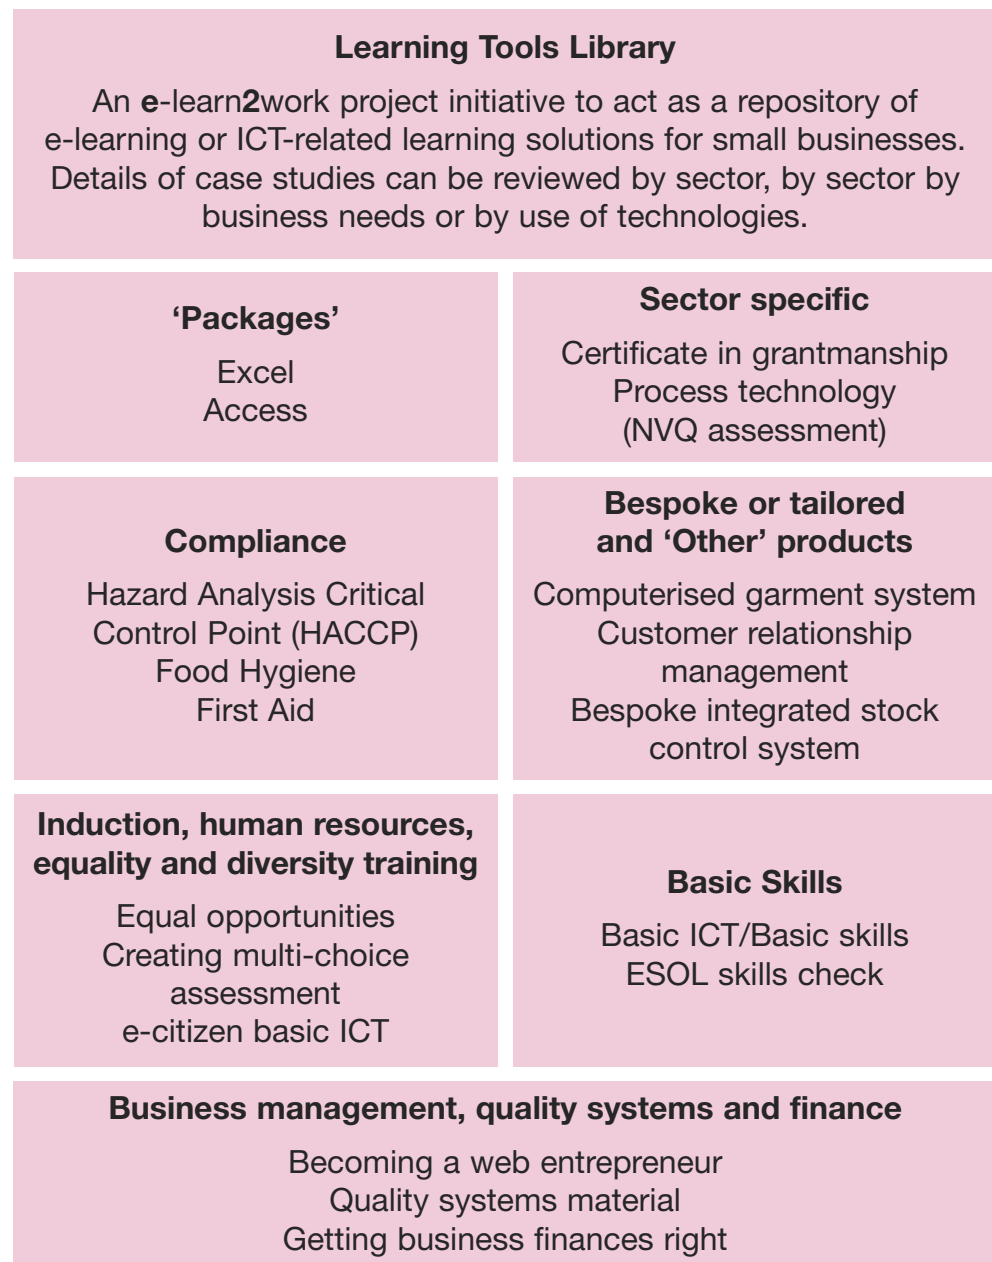 Learning Tools Library
An e-learn2work project initiative to act as a repository of
e-learning or ICT-related learning solutions for small businesses.
Details of case studies can be reviewed by sector, by sector by
business needs or by use of technologies.
‘Packages’
Excel
Access
Sector specific
Certificate in grantmanship
Process technology
(NVQ assessment)
Compliance
Hazard Analysis Critical
Control Point (HACCP)
Food Hygiene
First Aid
Bespoke or tailored
and ‘Other’ products
Computerised garment system
Customer relationship
management
Bespoke integrated stock
control system
Induction, human resources,
equality and diversity training
Equal opportunities
Creating multi-choice
assessment
e-citizen basic ICT
Basic Skills
Basic ICT/Basic skills
ESOL skills check
Business management, quality systems and finance
Becoming a web entrepreneur
Quality systems material
Getting business finances right